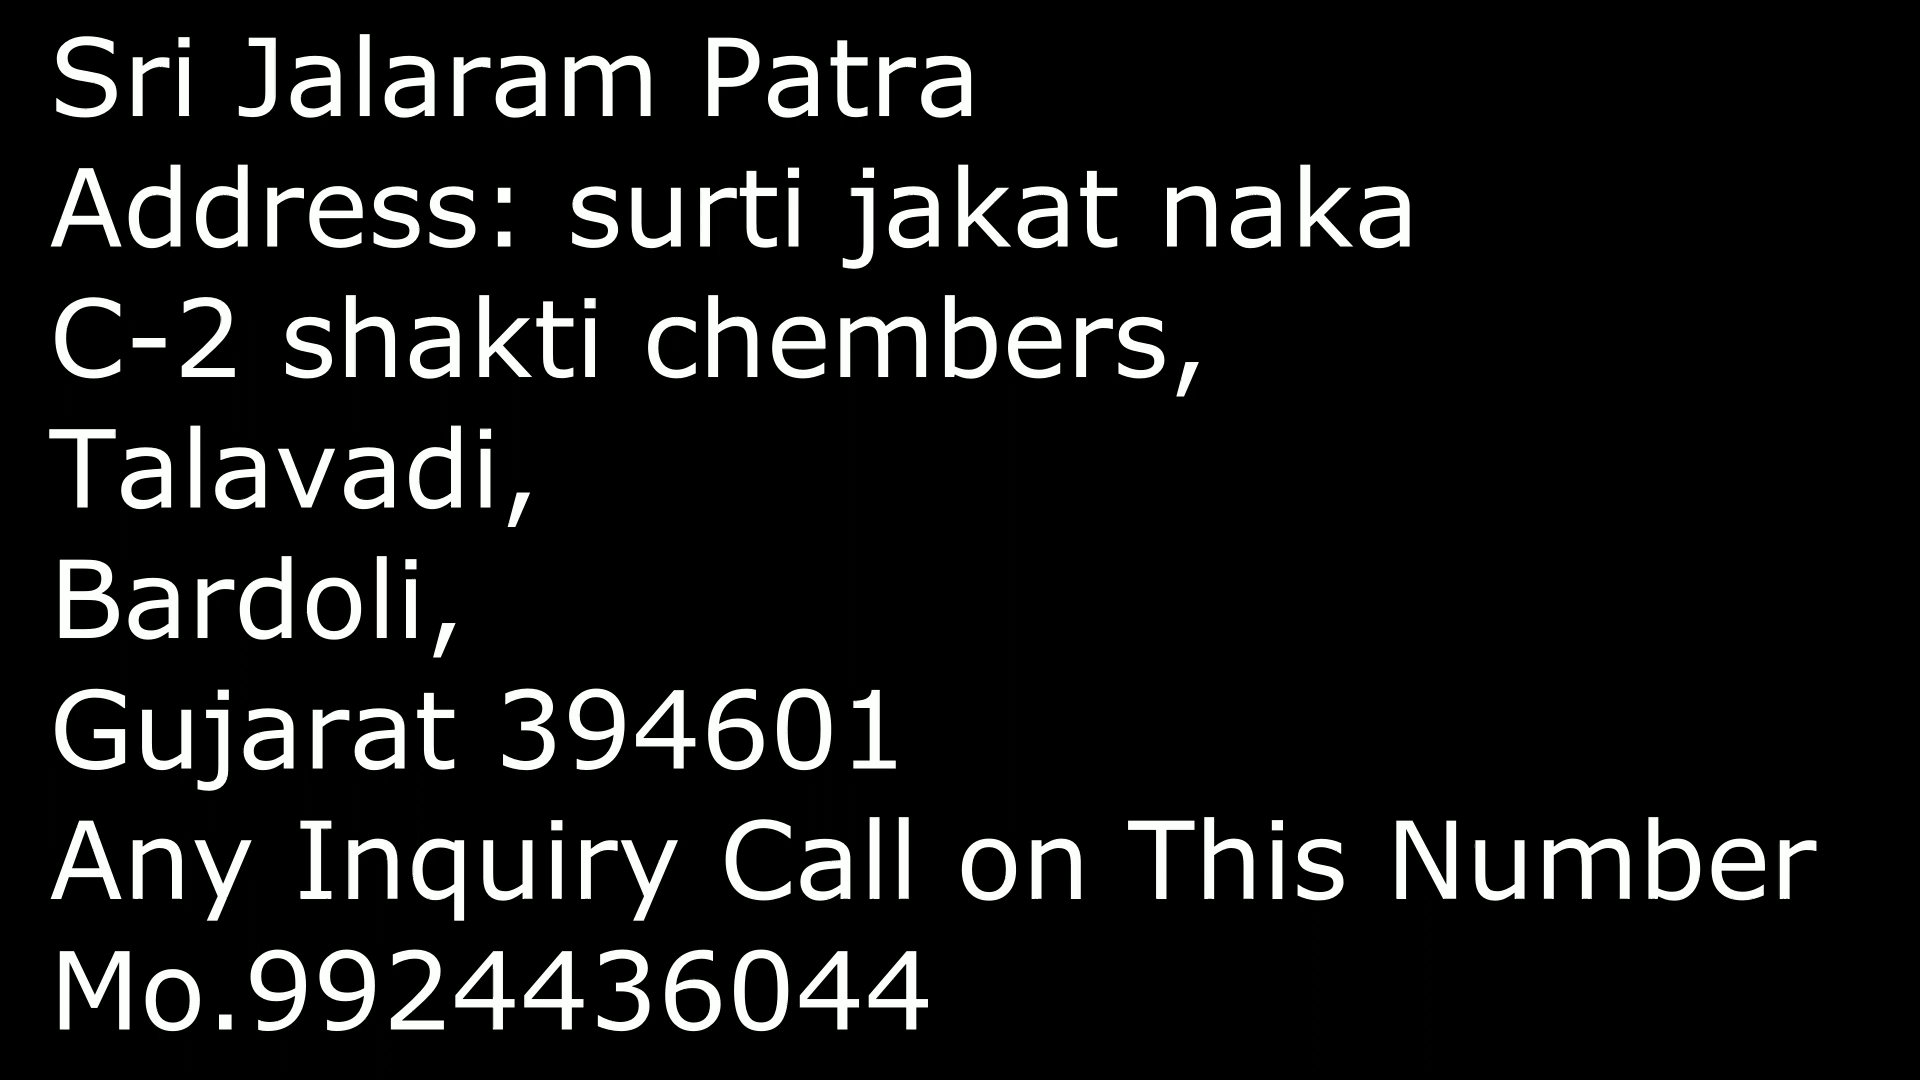 Sri Jalaram Patra
Address: surti jakat naka
C-2 shakti chembers,
Talavadi,
Bardoli,
Gujarat 394601
Any Inquiry Call on This Number
Mo.9924436044